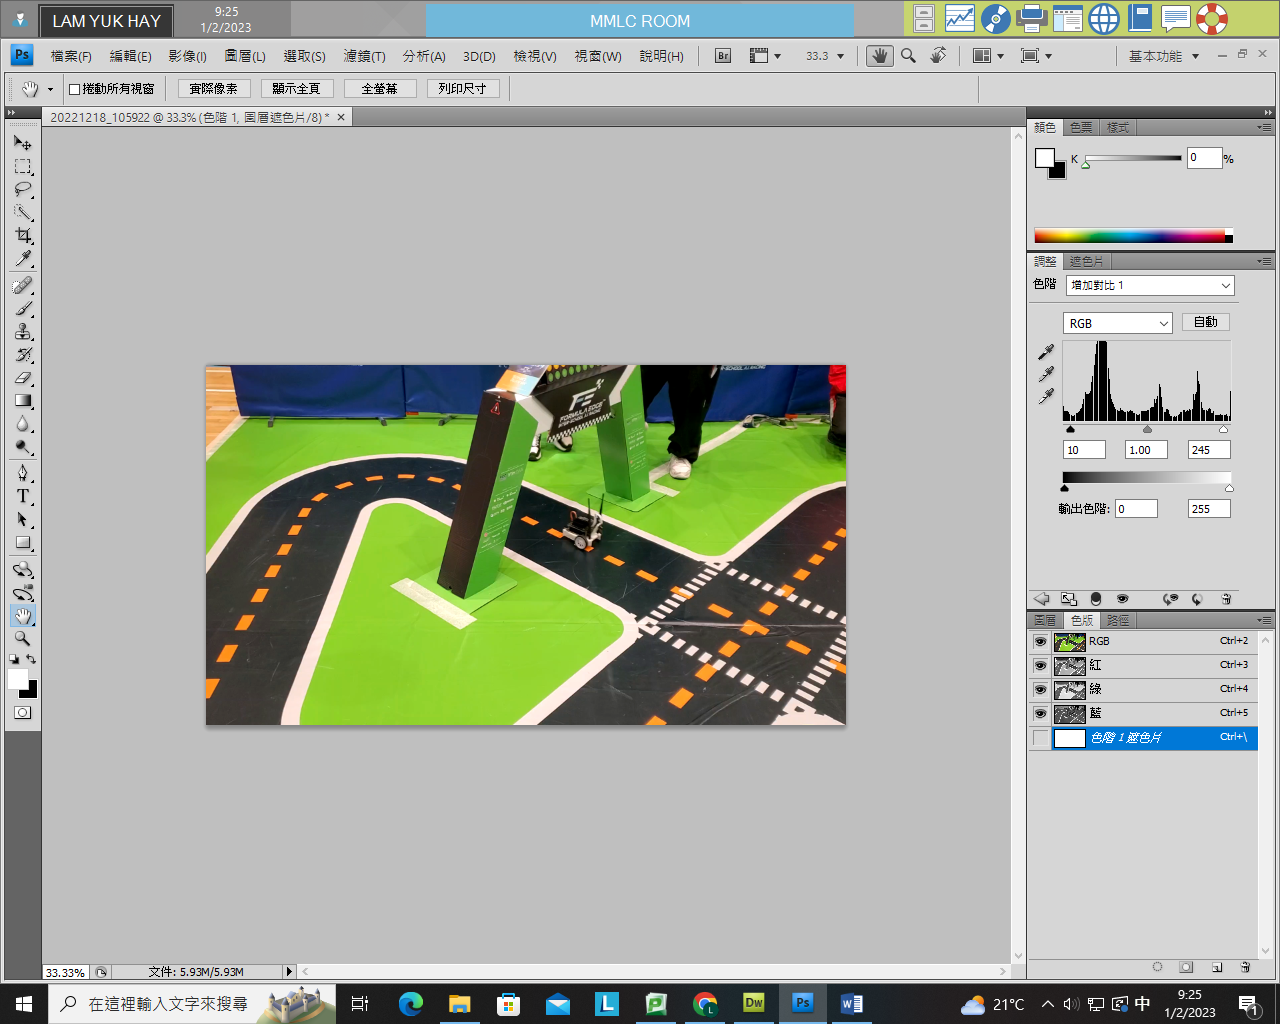 LAM YUK HAY
9:25
1/2/2023
MMLC ROOM
Ps 檔案(F) 編輯(E) 影像(I) 圖層(L) 選取(S) 濾鏡(T) 分析(A) 3D(D) 檢視(V) 視窗(W) 說明(H) Br 33.3 基本功能
捲動所有視窗 實際像素 顯示全頁 全螢幕 列印尺寸
20221218_105922 @ 33.3% (色階 1, 圖層遮色片/8) *
顏色 色票 樣式
K 0 %
調整 遮色片
色階 增加對比 1
RGB 自動
10 1.00 245
輸出色階: 0 255
圖層 色版 路徑
RGB Ctrl+2
紅 Ctrl+3
綠 Ctrl+4
藍 Ctrl+5
色階 1 遮色片 Ctrl+\
FORMULA EDGE
INTER-SCHOOL A.I RACING
33.33% 文件: 5.93M/5.93M
在這裡輸入文字來搜尋 L Dw Ps W 21°C 中
9:25
1/2/2023
1